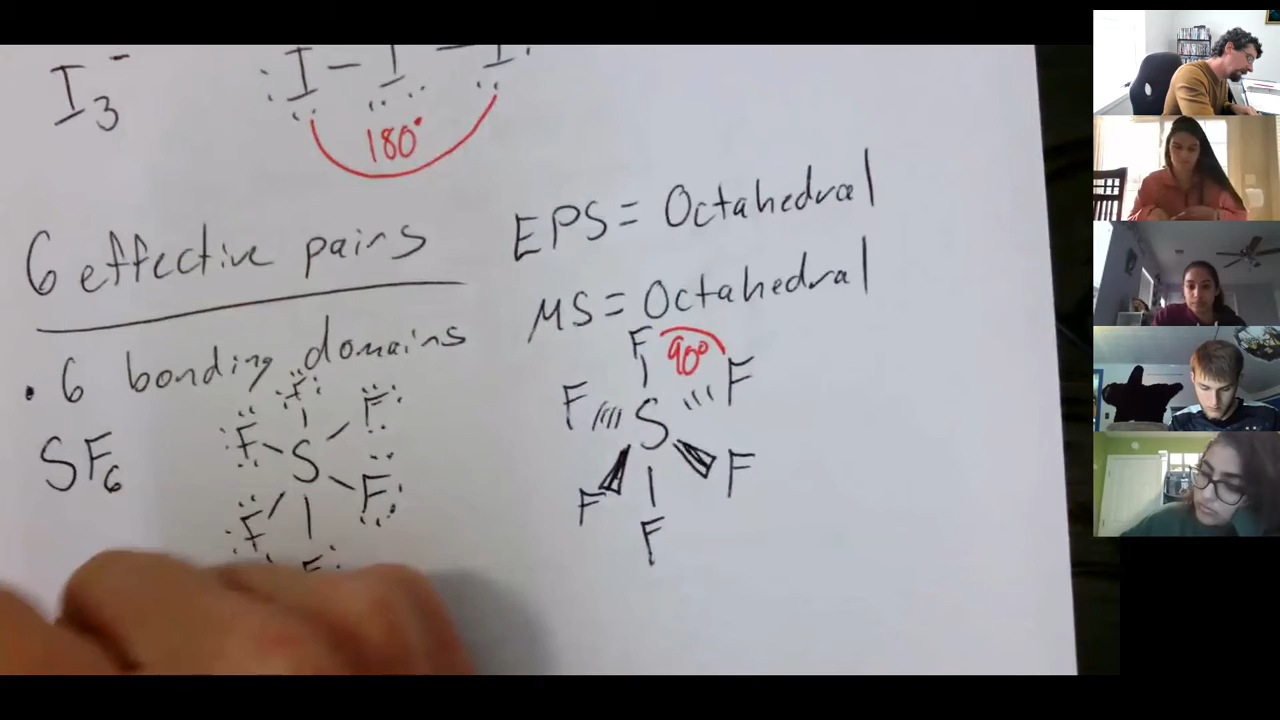 I3-
I - I - I
180°
6 effective pairs
EPS = Octahedral
MS = Octahedral
• 6 bonding domains
SF6
F
F F
S
F F
F
F 90°
F F
S
F F
F